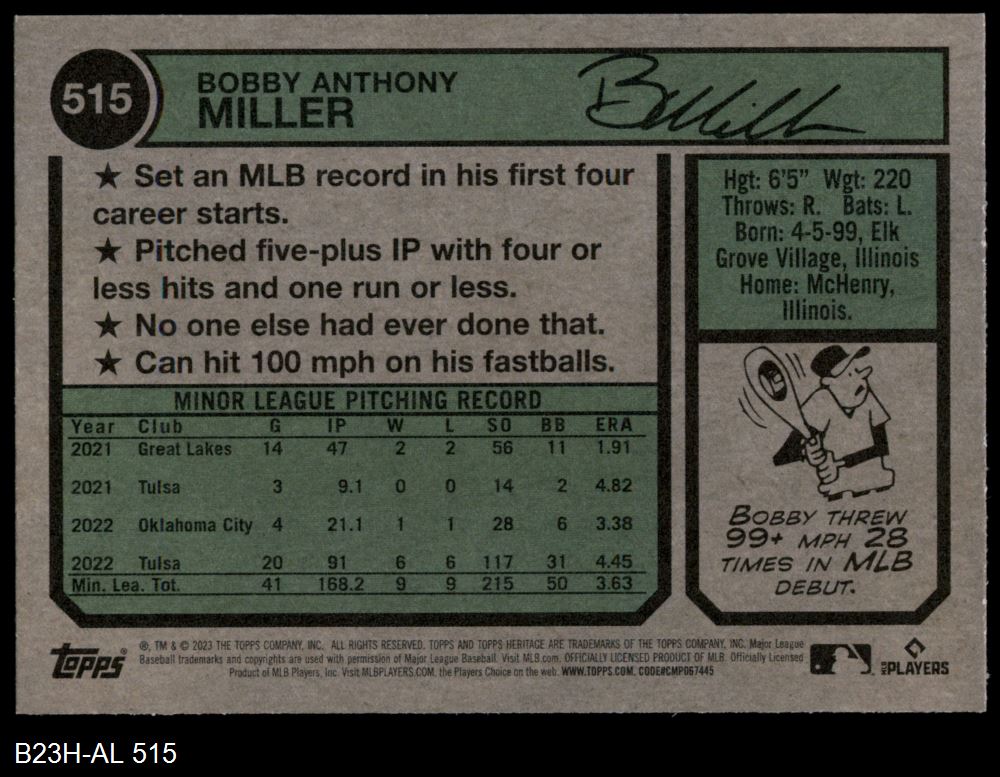 515
BOBBY ANTHONY
MILLER
B Miller
★ Set an MLB record in his first four
career starts.
★ Pitched five-plus IP with four or
less hits and one run or less.
★ No one else had ever done that.
★ Can hit 100 mph on his fastballs.
Hgt: 6'5" Wgt: 220
Throws: R. Bats: L.
Born: 4-5-99, Elk
Grove Village, Illinois
Home: McHenry,
Illinois.
MINOR LEAGUE PITCHING RECORD
Year Club G IP W L SO BB ERA
2021 Great Lakes 14 47 2 2 56 11 1.91
2021 Tulsa 3 9.1 0 0 14 2 4.82
2022 Oklahoma City 4 21.1 1 1 28 6 3.38
2022 Tulsa 20 91 6 6 117 31 4.45
Min. Lea. Tot. 41 168.2 9 9 215 50 3.63
BOBBY THREW
99+ MPH 28
TIMES IN MLB
DEBUT.
Topps®
®, TM & © 2023 THE TOPPS COMPANY, INC. ALL RIGHTS RESERVED. TOPPS AND TOPPS HERITAGE ARE TRADEMARKS OF THE TOPPS COMPANY, INC. Major League
Baseball trademarks and copyrights are used with permission of Major League Baseball. Visit MLB.com. OFFICIALLY LICENSED PRODUCT OF MLB. Officially Licensed
Product of MLB Players, Inc. Visit MLBPLAYERS.COM, the Players Choice on the web. WWW.TOPPS.COM. CODE#CMP067445
MLB PLAYERS
B23H-AL 515